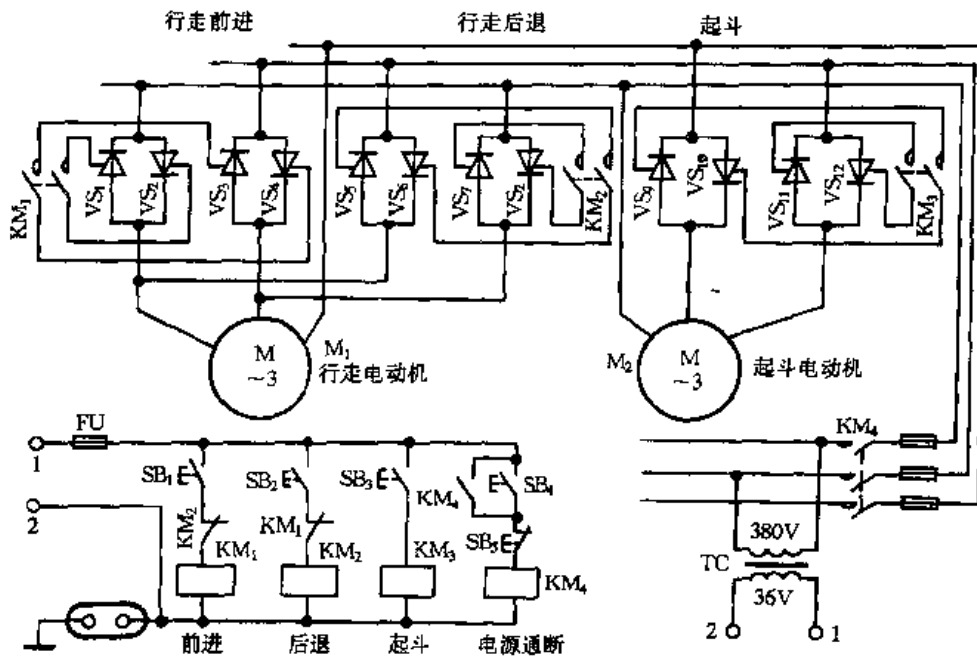 行走前进
行走后退
起斗
KM₁
VS₁
VS₂
VS₃
VS₄
VS₅
VS₆
VS₇
VS₂
KM₂
VS₉
VS₁₀
VS₁₁
VS₁₂
KM₃
M
~3
M₁
行走电动机
M₂
M
~3
起斗电动机
1
FU
2
SB₁
KM₂
KM₁
SB₂
KM₁
KM₂
SB₃
KM₃
KM₄
SB₄
SB₅
KM₄
前进
后退
起斗
电源通断
KM₄
380V
TC
36V
2
1